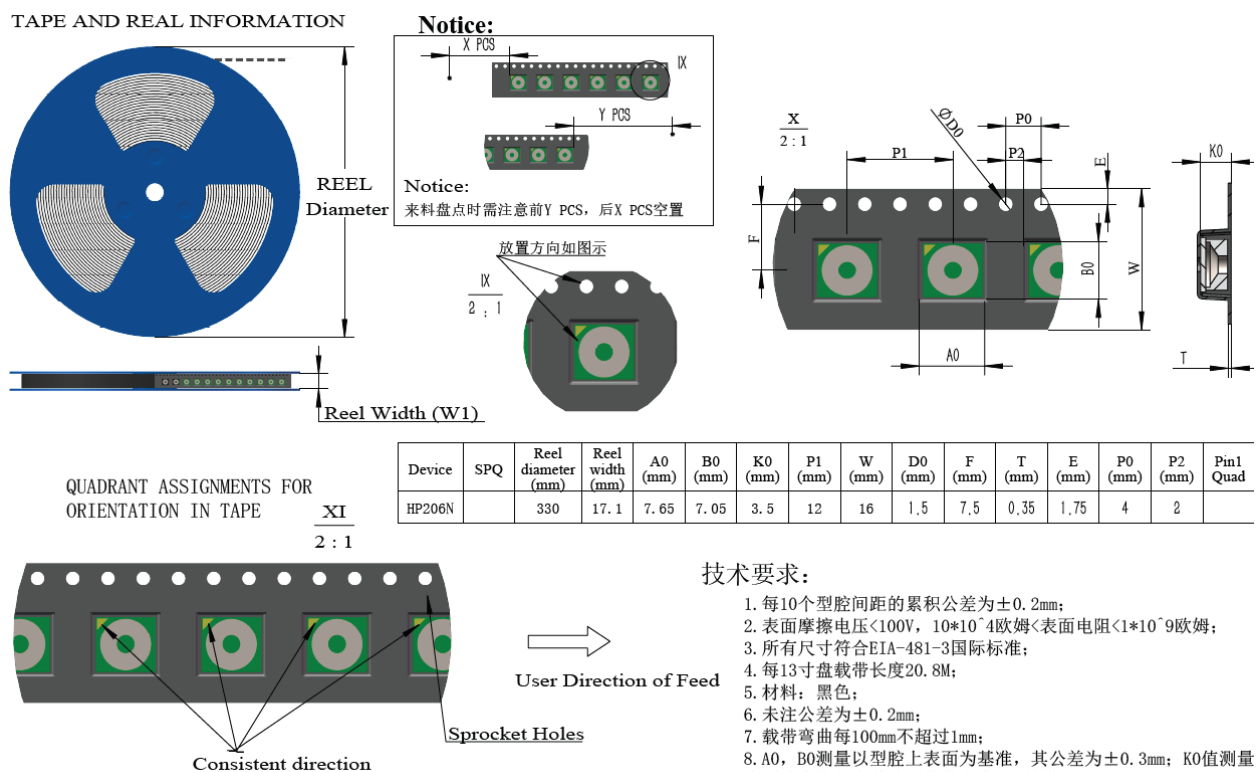 TAPE AND REAL INFORMATION
REEL
Diameter
Reel Width (W1)
Notice:
X PCS
IX
Y PCS
Notice:
来料盘点时需注意前Y PCS, 后X PCS空置
放置方向如图示
IX
2 : 1
X
2 : 1
ØD0
P0
P1
P2
E
F
B0
W
A0
K0
T
Device SPQ Reel diameter (mm) Reel width (mm) A0 (mm) B0 (mm) K0 (mm) P1 (mm) W (mm) D0 (mm) F (mm) T (mm) E (mm) P0 (mm) P2 (mm) Pin1 Quad
HP206N 330 17.1 7.65 7.05 3.5 12 16 1.5 7.5 0.35 1.75 4 2
QUADRANT ASSIGNMENTS FOR
ORIENTATION IN TAPE
XI
2 : 1
Sprocket Holes
Consistent direction
User Direction of Feed
技术要求:
1. 每10个型腔间距的累积公差为±0.2mm;
2. 表面摩擦电压<100V, 10*10^4欧姆<表面电阻<1*10^9欧姆;
3. 所有尺寸符合EIA-481-3国际标准;
4. 每13寸盘载带长度20.8M;
5. 材料: 黑色;
6. 未注公差为±0.2mm;
7. 载带弯曲每100mm不超过1mm;
8. A0, B0测量以型腔上表面为基准, 其公差为±0.3mm; K0值测量